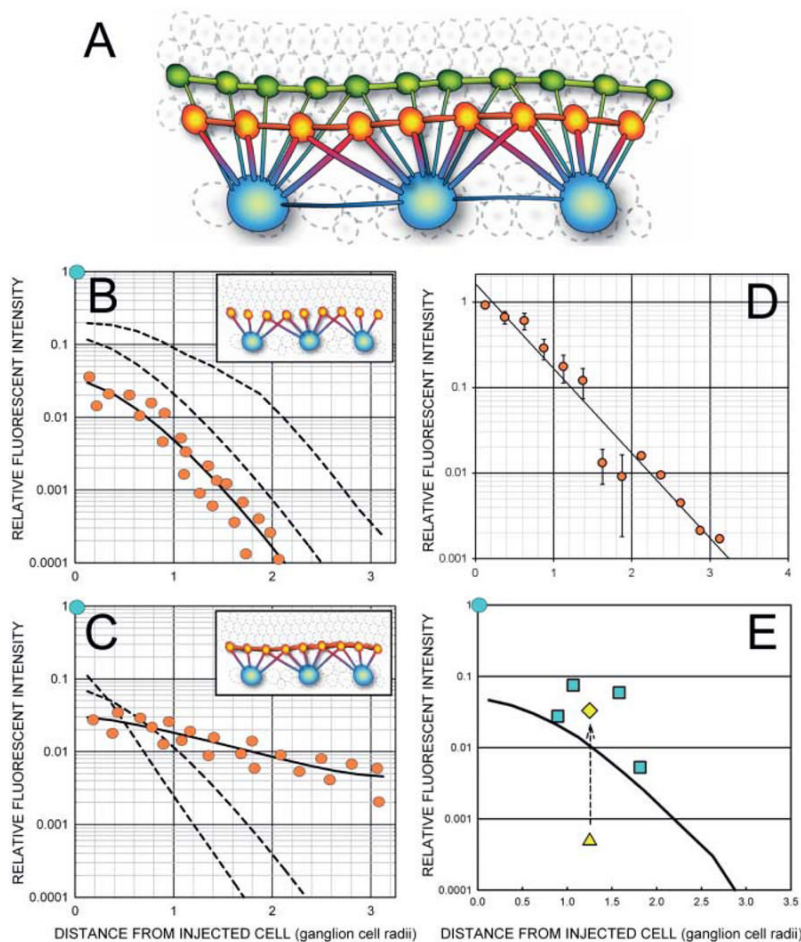 A
B
RELATIVE FLUORESCENT INTENSITY
1
0.1
0.01
0.001
0.0001
0 1 2 3
D
RELATIVE FLUORESCENT INTENSITY
1
0.1
0.01
0.001
0 1 2 3 4
C
RELATIVE FLUORESCENT INTENSITY
1
0.1
0.01
0.001
0.0001
0 1 2 3
DISTANCE FROM INJECTED CELL (ganglion cell radii)
E
RELATIVE FLUORESCENT INTENSITY
1
0.1
0.01
0.001
0.0001
0 0.5 1.0 1.5 2.0 2.5 3.0 3.5
DISTANCE FROM INJECTED CELL (ganglion cell radii)